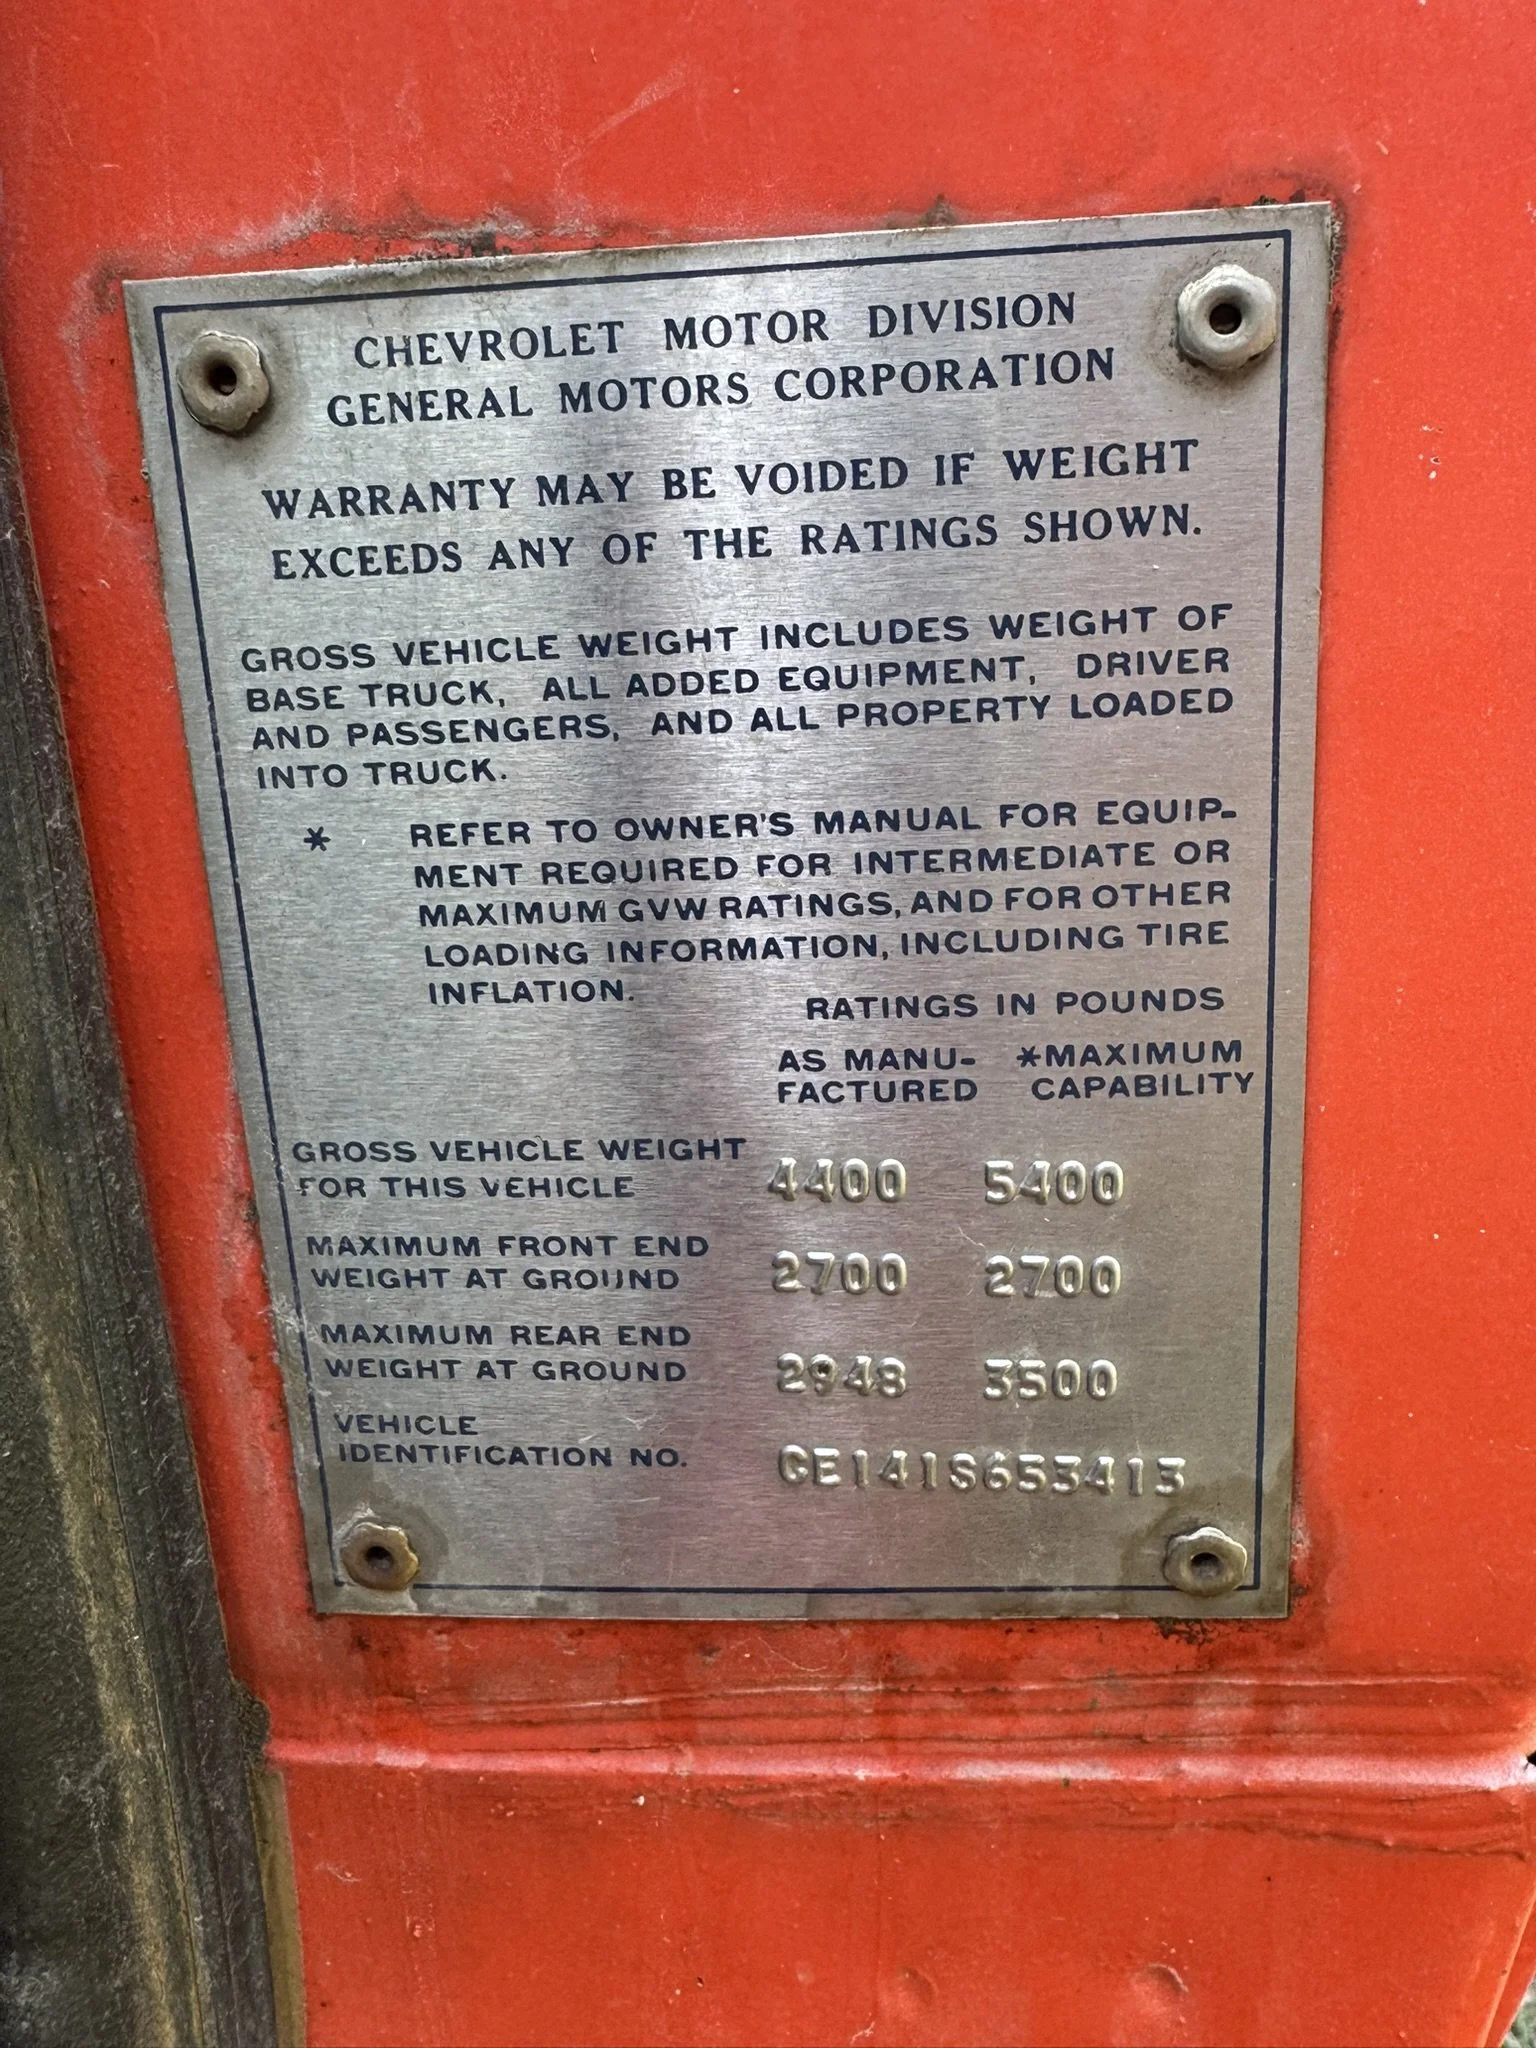 CHEVROLET MOTOR DIVISION
GENERAL MOTORS CORPORATION
WARRANTY MAY BE VOIDED IF WEIGHT
EXCEEDS ANY OF THE RATINGS SHOWN.
GROSS VEHICLE WEIGHT INCLUDES WEIGHT OF
BASE TRUCK, ALL ADDED EQUIPMENT, DRIVER
AND PASSENGERS, AND ALL PROPERTY LOADED
INTO TRUCK.
* REFER TO OWNER'S MANUAL FOR EQUIP-
MENT REQUIRED FOR INTERMEDIATE OR
MAXIMUM GVW RATINGS, AND FOR OTHER
LOADING INFORMATION, INCLUDING TIRE
INFLATION.
RATINGS IN POUNDS
AS MANU- *MAXIMUM
FACTURED CAPABILITY
GROSS VEHICLE WEIGHT
FOR THIS VEHICLE 4400 5400
MAXIMUM FRONT END
WEIGHT AT GROUND 2700 2700
MAXIMUM REAR END
WEIGHT AT GROUND 2948 3500
VEHICLE
IDENTIFICATION NO. CE141S653413